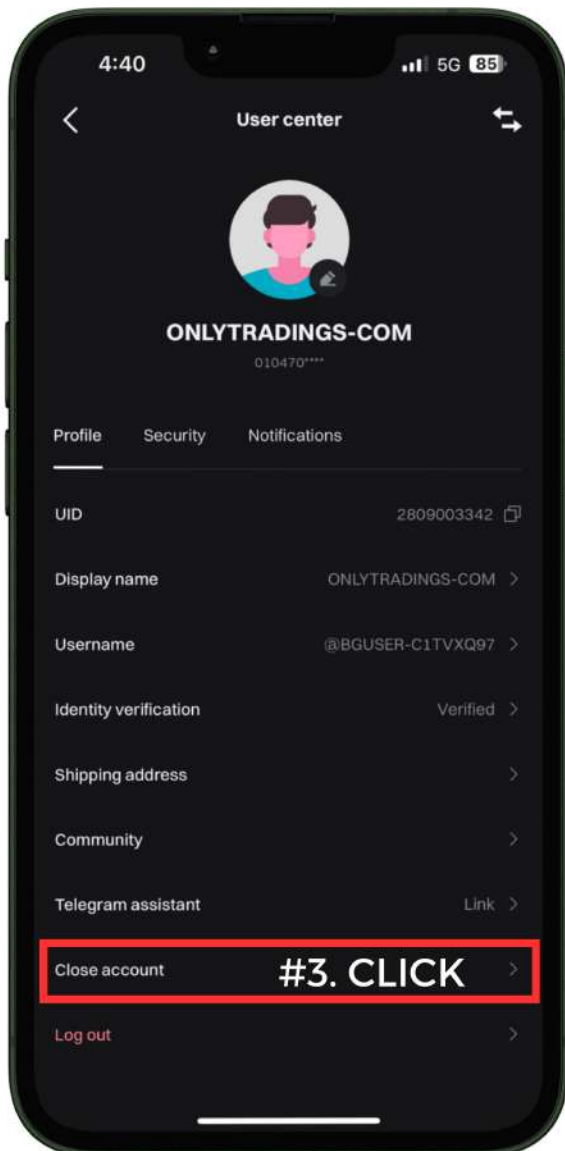 4:40 5G 85
User center
ONLYTRADINGS-COM
010470****
Profile Security Notifications
UID 2809003342
Display name ONLYTRADINGS-COM
Username @BGUSER-C1TVXQ97
Identity verification Verified
Shipping address
Community
Telegram assistant Link
Close account #3. CLICK
Log out